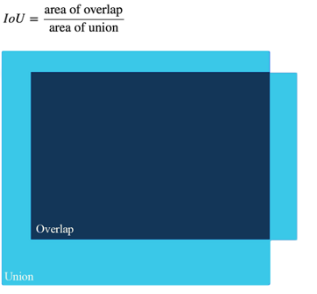 IoU = area of overlap / area of union
Overlap
Union